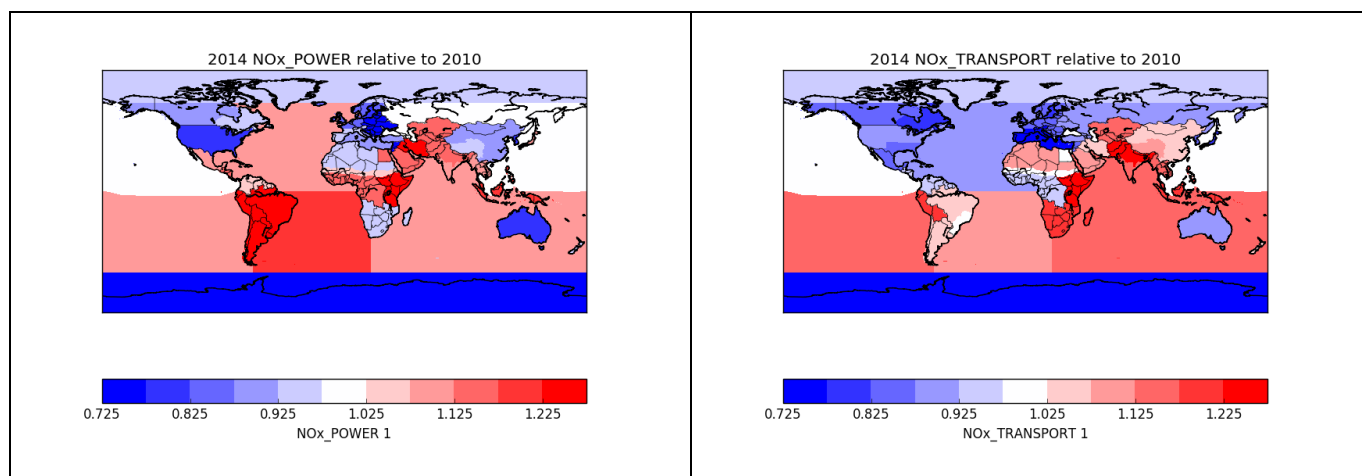 2014 NOx_POWER relative to 2010
0.725 0.825 0.925 1.025 1.125 1.225
NOx_POWER 1
2014 NOx_TRANSPORT relative to 2010
0.725 0.825 0.925 1.025 1.125 1.225
NOx_TRANSPORT 1